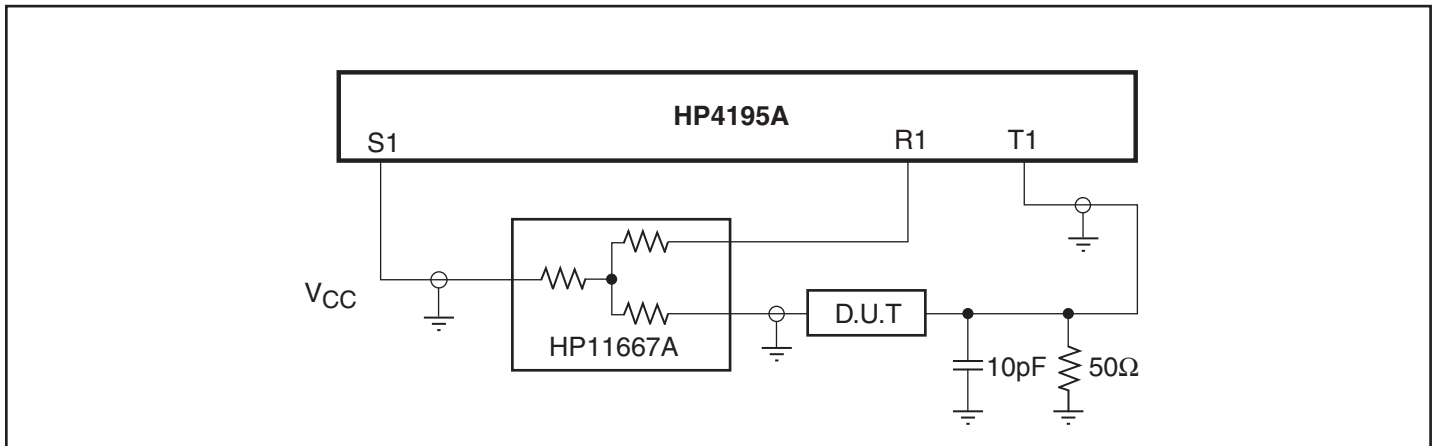 HP4195A
S1
R1
T1
VCC
HP11667A
D.U.T
10pF
50Ω